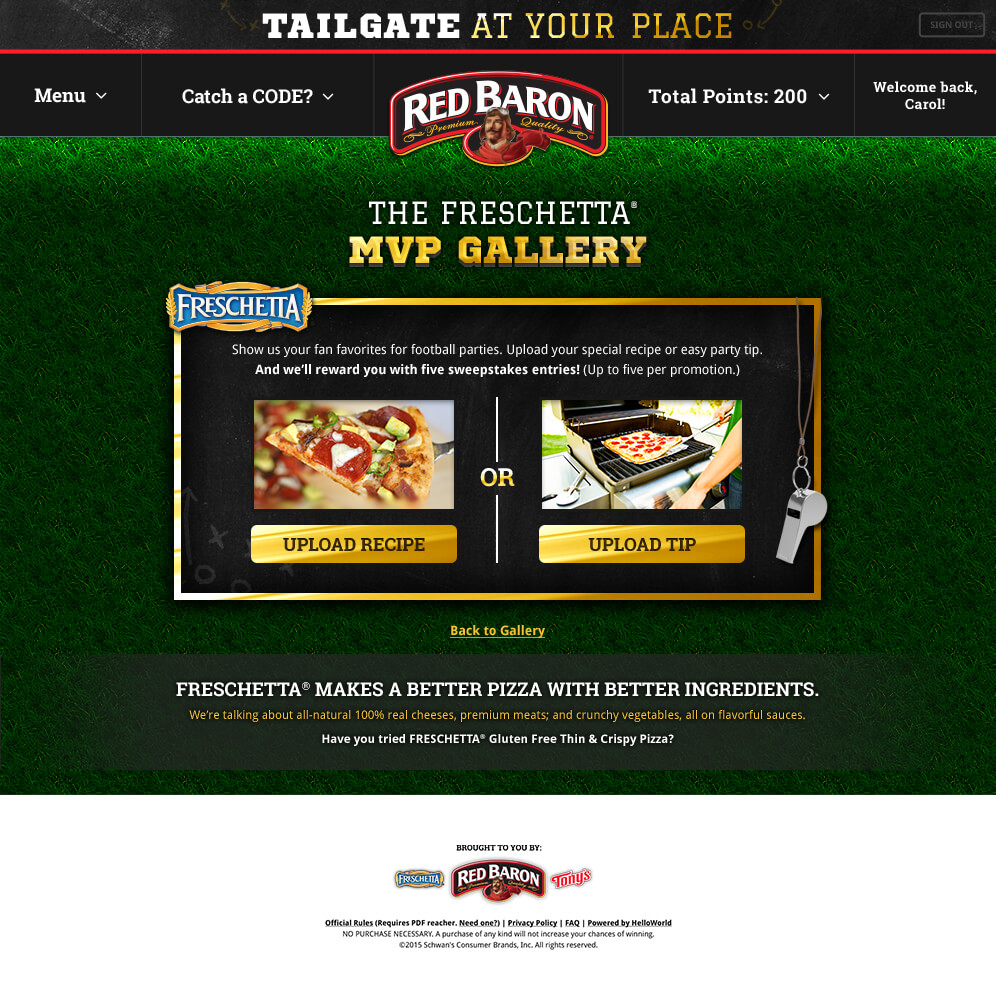 TAILGATE AT YOUR PLACE
SIGN OUT
Menu
Catch a CODE?
RED BARON
Premium Quality
Total Points: 200
Welcome back,
Carol!
THE FRESCHETTA®
MVP GALLERY
FRESCHETTA
Show us your fan favorites for football parties. Upload your special recipe or easy party tip.
And we'll reward you with five sweepstakes entries! (Up to five per promotion.)
OR
UPLOAD RECIPE
UPLOAD TIP
Back to Gallery
FRESCHETTA® MAKES A BETTER PIZZA WITH BETTER INGREDIENTS.
We're talking about all-natural 100% real cheeses, premium meats; and crunchy vegetables, all on flavorful sauces.
Have you tried FRESCHETTA® Gluten Free Thin & Crispy Pizza?
BROUGHT TO YOU BY:
FRESCHETTA
RED BARON
Tony's
Official Rules (Requires PDF reacher. Need one?) | Privacy Policy | FAQ | Powered by HelloWorld
NO PURCHASE NECESSARY. A purchase of any kind will not increase your chances of winning.
©2015 Schwan's Consumer Brands, Inc. All rights reserved.